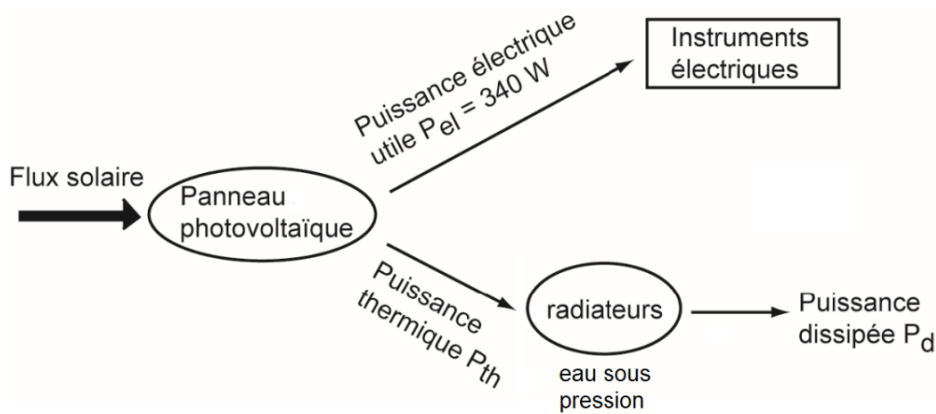 Flux solaire
Panneau
photovoltaïque
Puissance électrique
utile Pel = 340 W
Instruments
électriques
Puissance
thermique Pth
radiateurs
eau sous
pression
Puissance
dissipée Pd